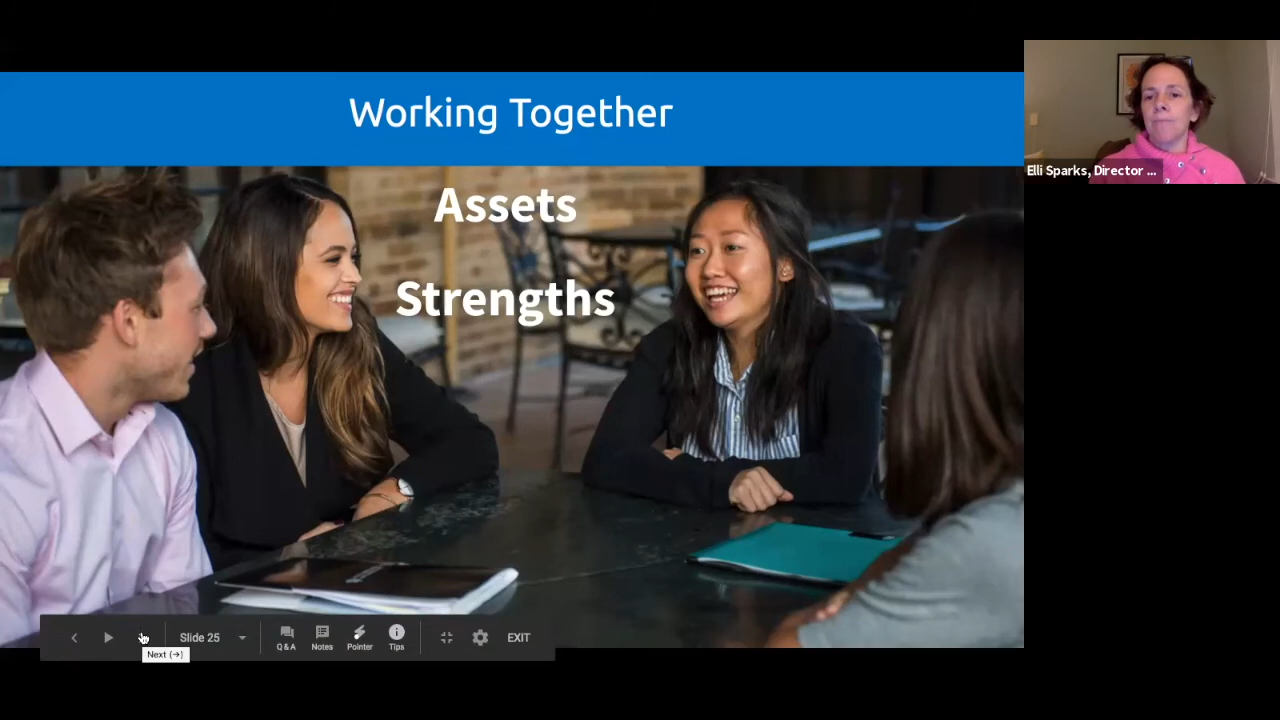 Working Together
Elli Sparks, Director ...
Assets
Strengths
Slide 25
Q&A
Notes
Pointer
Tips
EXIT
Next (→)